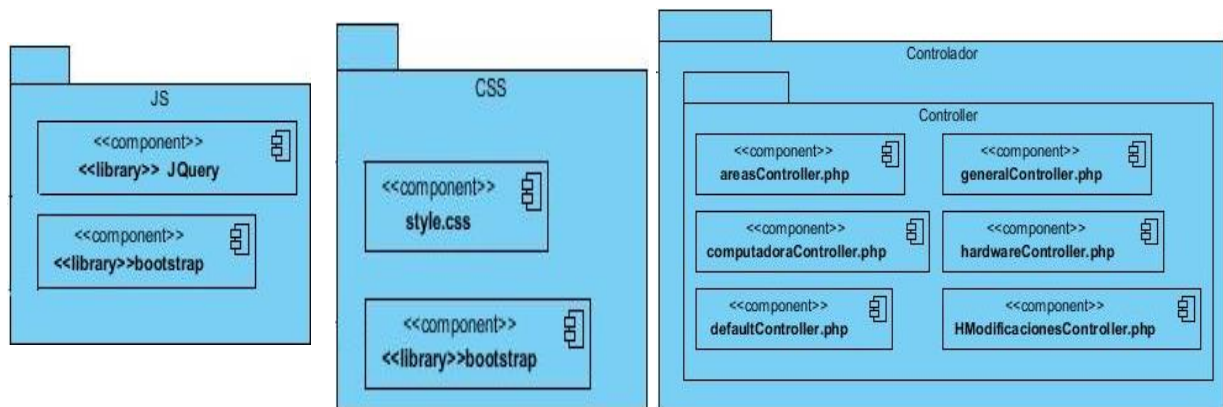 JS
<<component>>
<<library>> JQuery
<<component>>
<<library>>bootstrap
CSS
<<component>>
style.css
<<component>>
<<library>>bootstrap
Controlador
Controller
<<component>>
areasController.php
<<component>>
generalController.php
<<component>>
computadoraController.php
<<component>>
hardwareController.php
<<component>>
defaultController.php
<<component>>
HModificacionesController.php